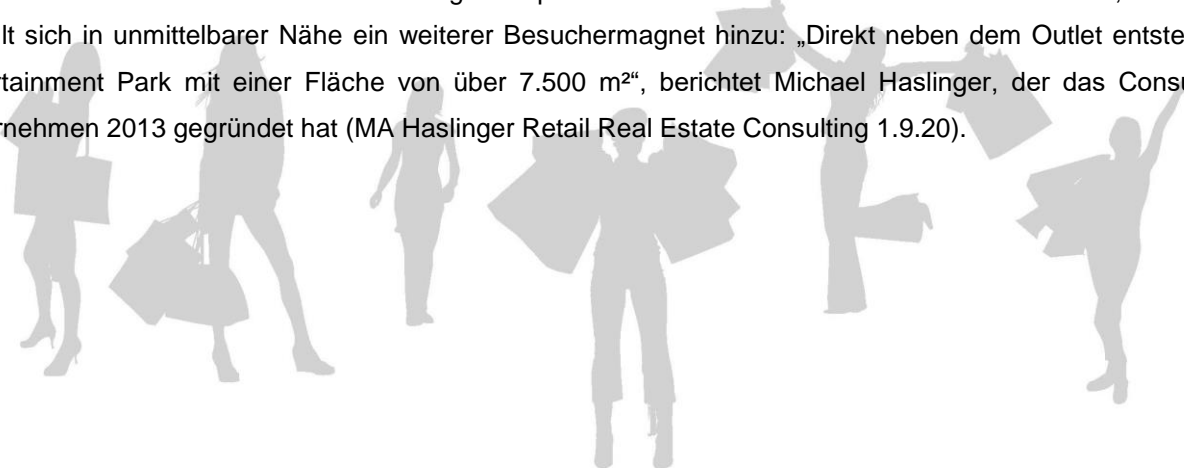 lt sich in unmittelbarer Nähe ein weiterer Besuchermagnet hinzu: „Direkt neben dem Outlet entste
rtainment Park mit einer Fläche von über 7.500 m²“, berichtet Michael Haslinger, der das Consu
rnehmen 2013 gegründet hat (MA Haslinger Retail Real Estate Consulting 1.9.20).